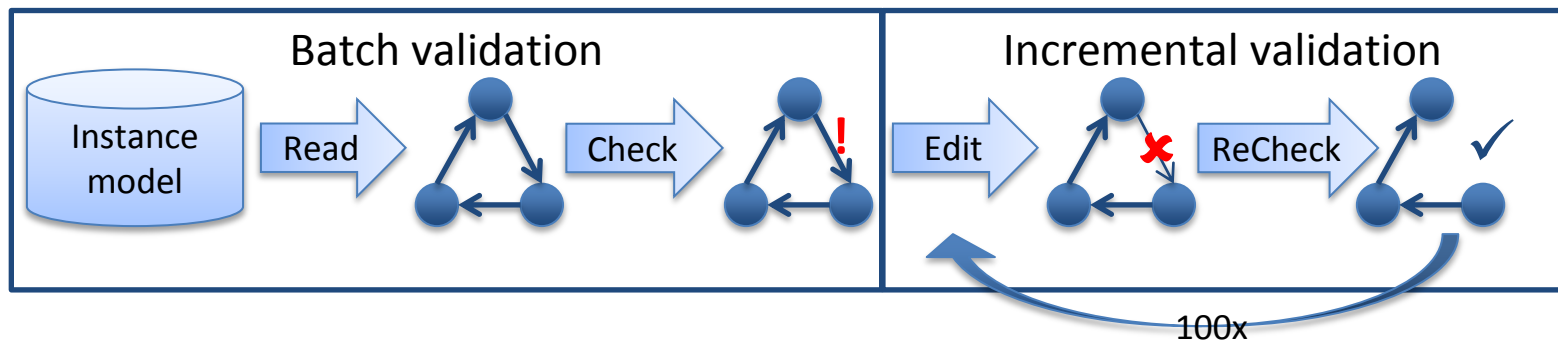 Batch validation
Incremental validation
Instance
model
Read
Check
!
Edit
ReCheck
100x